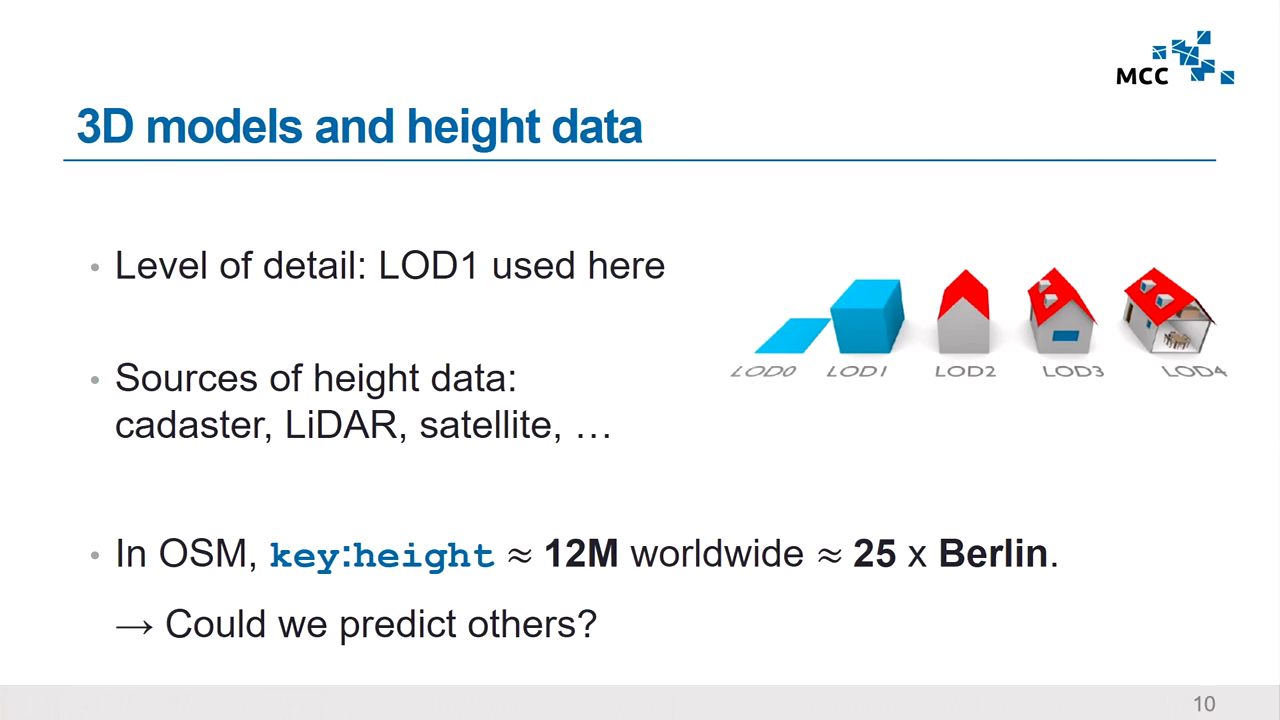 MCC
3D models and height data
• Level of detail: LOD1 used here
LOD0 LOD1 LOD2 LOD3 LOD4
• Sources of height data:
cadaster, LiDAR, satellite, …
• In OSM, key:height ≈ 12M worldwide ≈ 25 x Berlin.
→ Could we predict others?
10